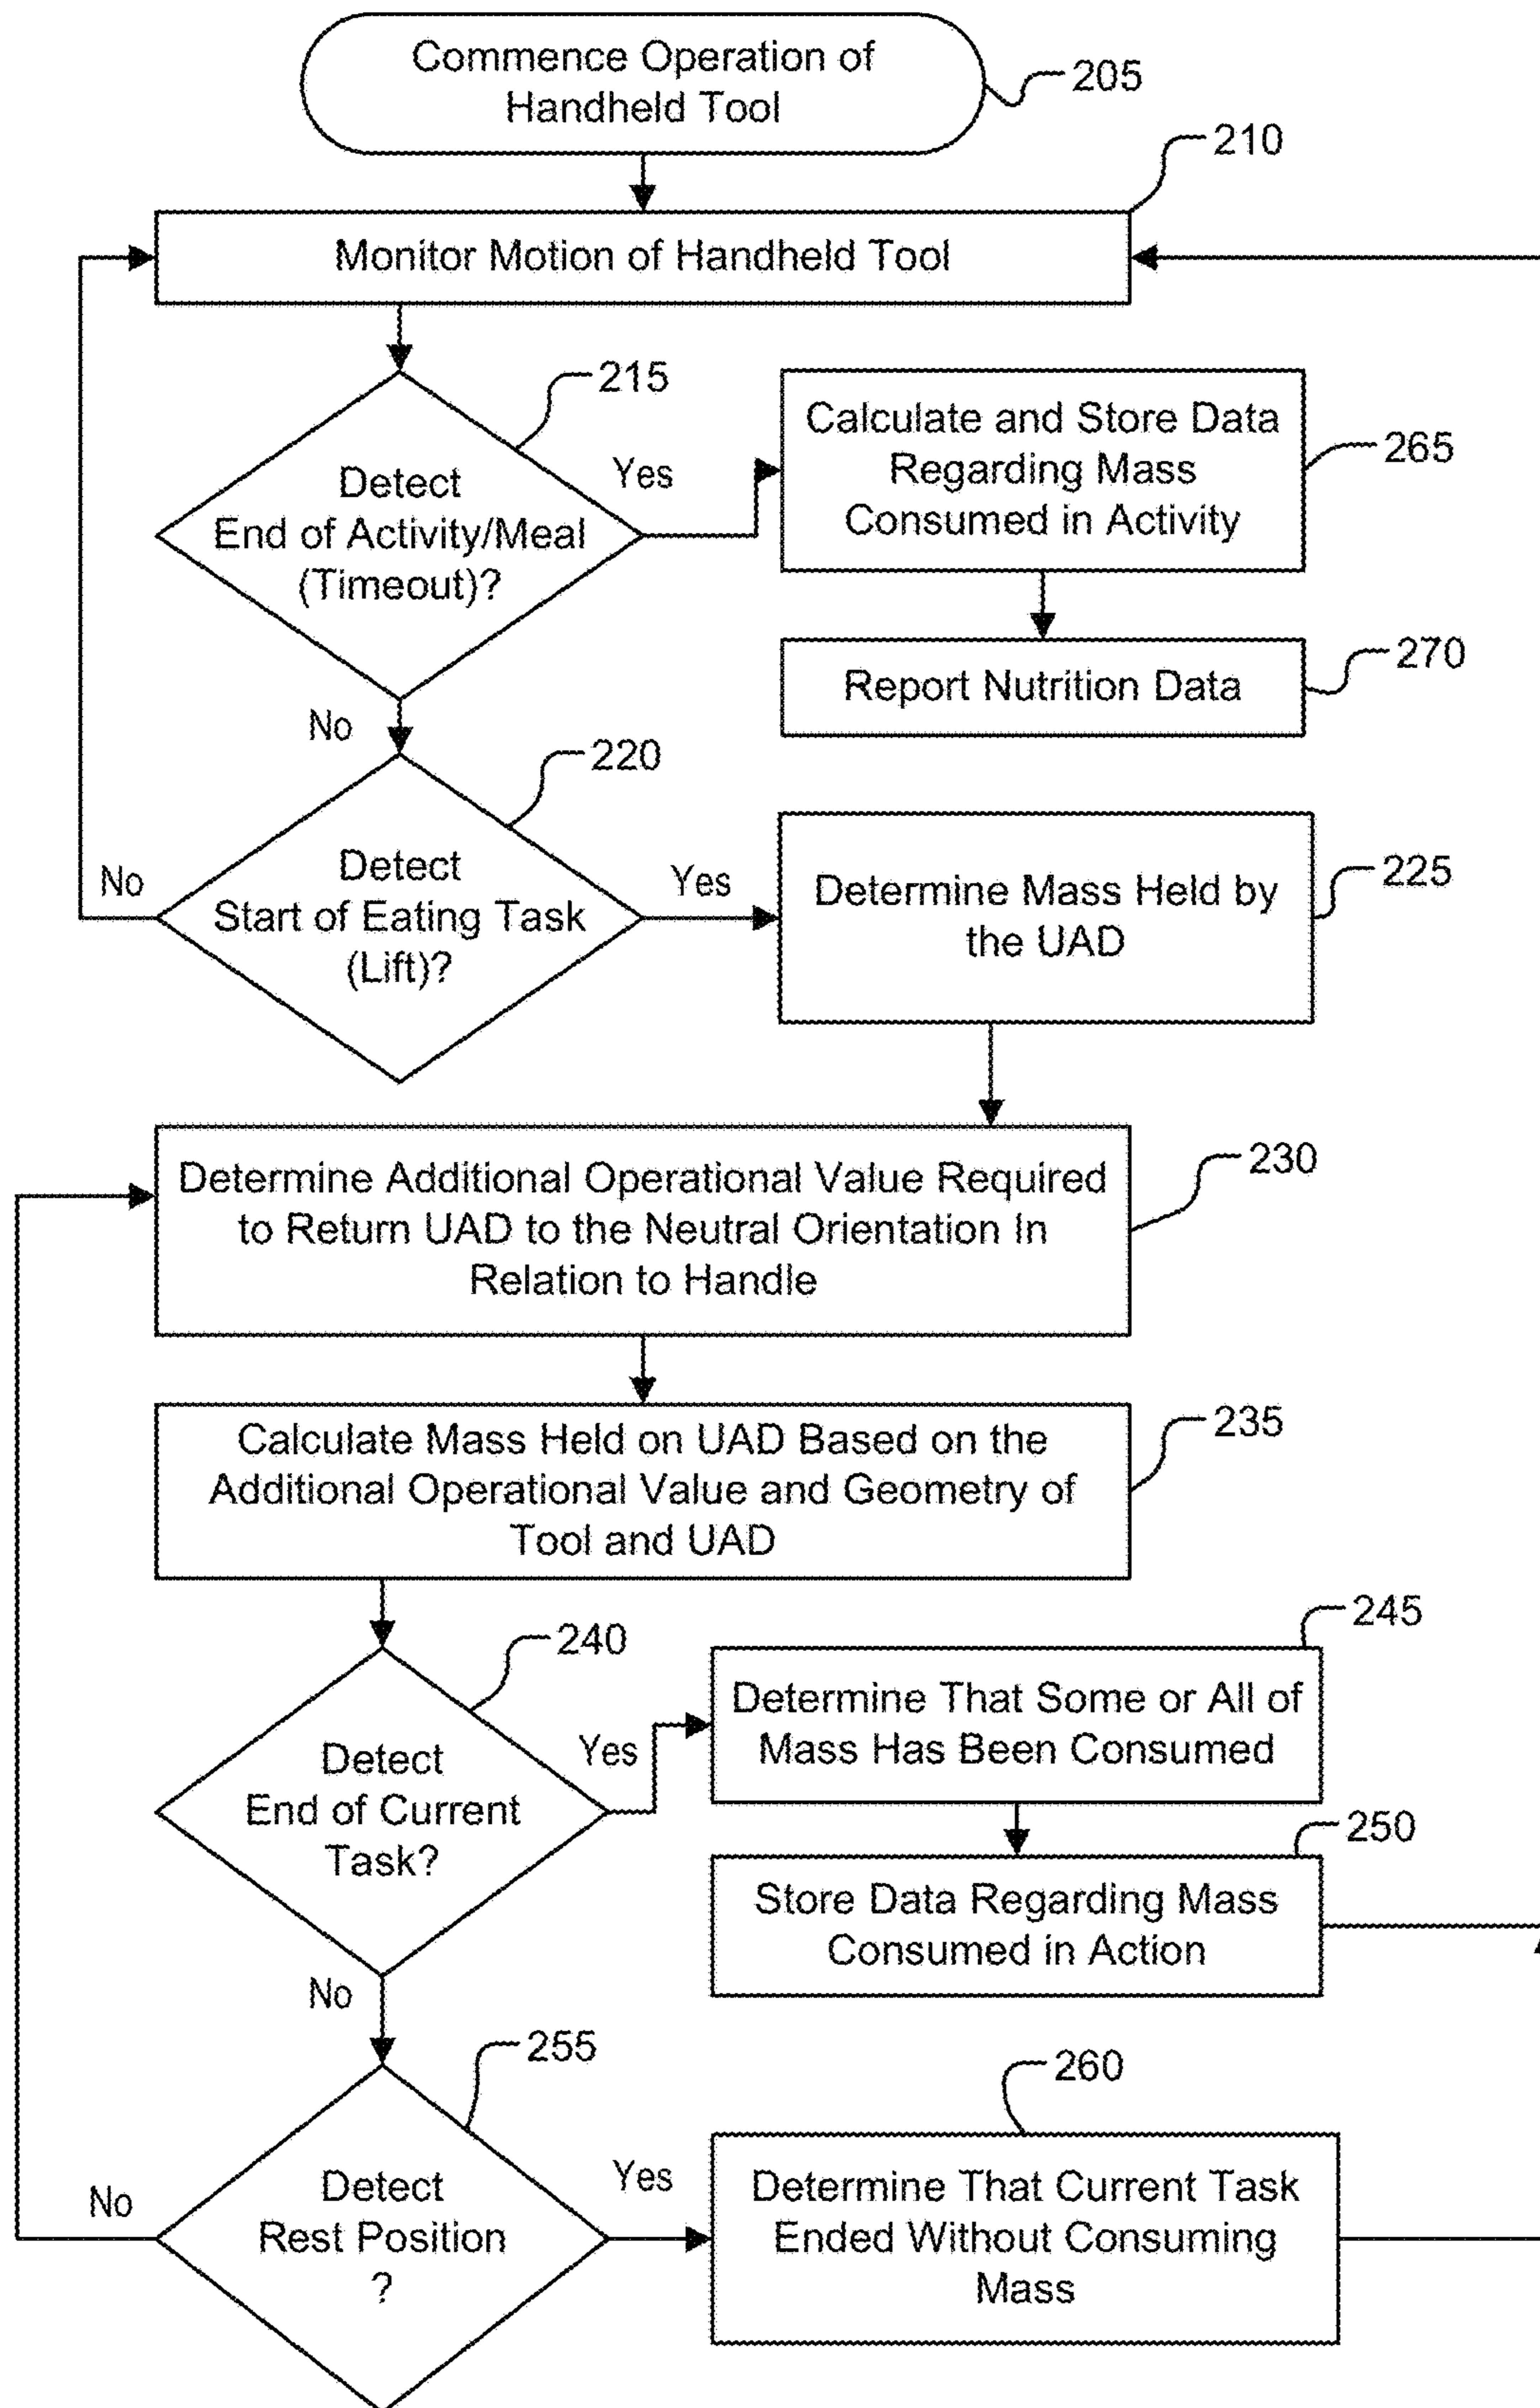 Commence Operation of
Handheld Tool
205
210
Monitor Motion of Handheld Tool
215
Detect
End of Activity/Meal
(Timeout)?
Yes
Calculate and Store Data
Regarding Mass
Consumed in Activity
265
Report Nutrition Data
270
No
220
Detect
Start of Eating Task
(Lift)?
No
Yes
Determine Mass Held by
the UAD
225
Determine Additional Operational Value Required
to Return UAD to the Neutral Orientation In
Relation to Handle
230
Calculate Mass Held on UAD Based on the
Additional Operational Value and Geometry of
Tool and UAD
235
240
Detect
End of Current
Task?
Yes
245
Determine That Some or All of
Mass Has Been Consumed
250
Store Data Regarding Mass
Consumed in Action
No
255
Detect
Rest Position
?
No
Yes
260
Determine That Current Task
Ended Without Consuming
Mass